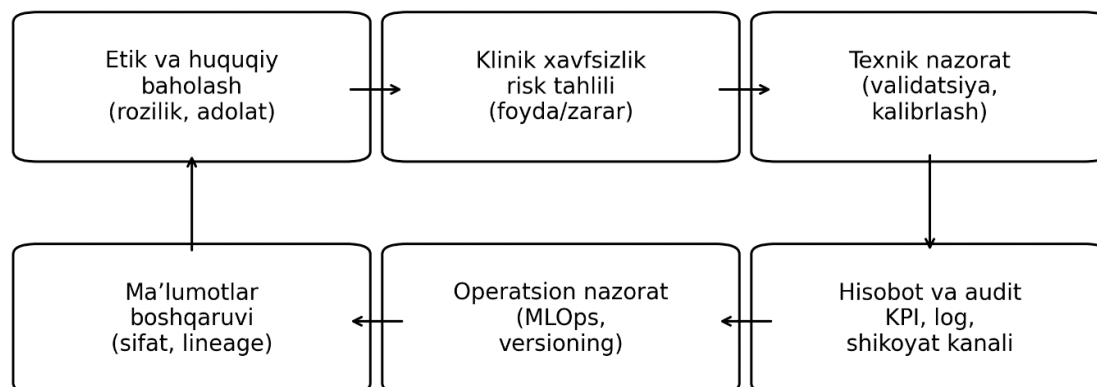 Etik va huquqiy
baholash
(rozilik, adolat)
Klinik xavfsizlik
risk tahlili
(foyda/zarar)
Texnik nazorat
(validatsiya,
kalibrlash)
Ma’lumotlar
boshqaruvi
(sifat, lineage)
Operatsion nazorat
(MLOps,
versioning)
Hisobot va audit
KPI, log,
shikoyat kanali